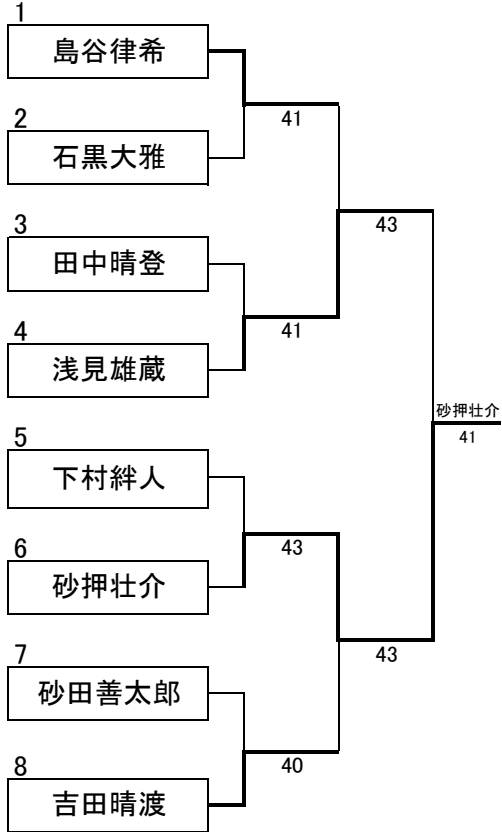 1
島谷律希
41
2
石黒大雅
3
田中晴登
43
41
4
浅見雄蔵
砂押壮介
41
5
下村絆人
43
6
砂押壮介
7
砂田善太郎
43
40
8
吉田晴渡